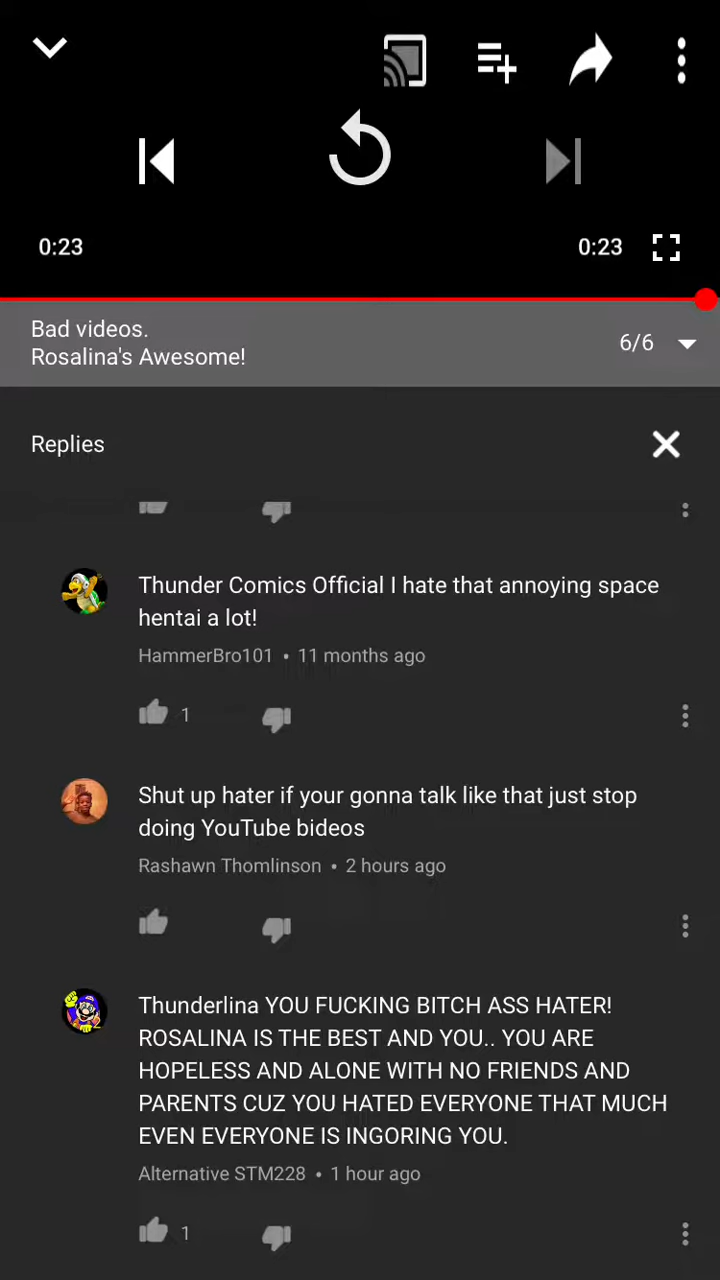 0:23
0:23
Bad videos.
Rosalina's Awesome!
6/6
Replies
Thunder Comics Official I hate that annoying space
hentai a lot!
HammerBro101 • 11 months ago
1
Shut up hater if your gonna talk like that just stop
doing YouTube bideos
Rashawn Thomlinson • 2 hours ago
Thunderlina YOU FUCKING BITCH ASS HATER!
ROSALINA IS THE BEST AND YOU.. YOU ARE
HOPELESS AND ALONE WITH NO FRIENDS AND
PARENTS CUZ YOU HATED EVERYONE THAT MUCH
EVEN EVERYONE IS INGORING YOU.
Alternative STM228 • 1 hour ago
1